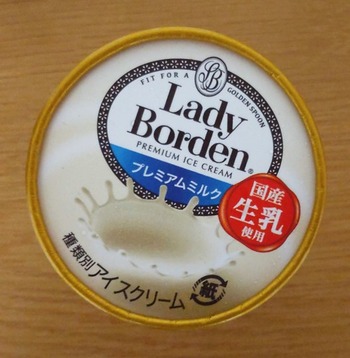 FIT FOR A GOLDEN SPOON
LB
Lady
Borden®
PREMIUM ICE CREAM
プレミアムミルク
国産
生乳
使用
種類別アイスクリーム
紙